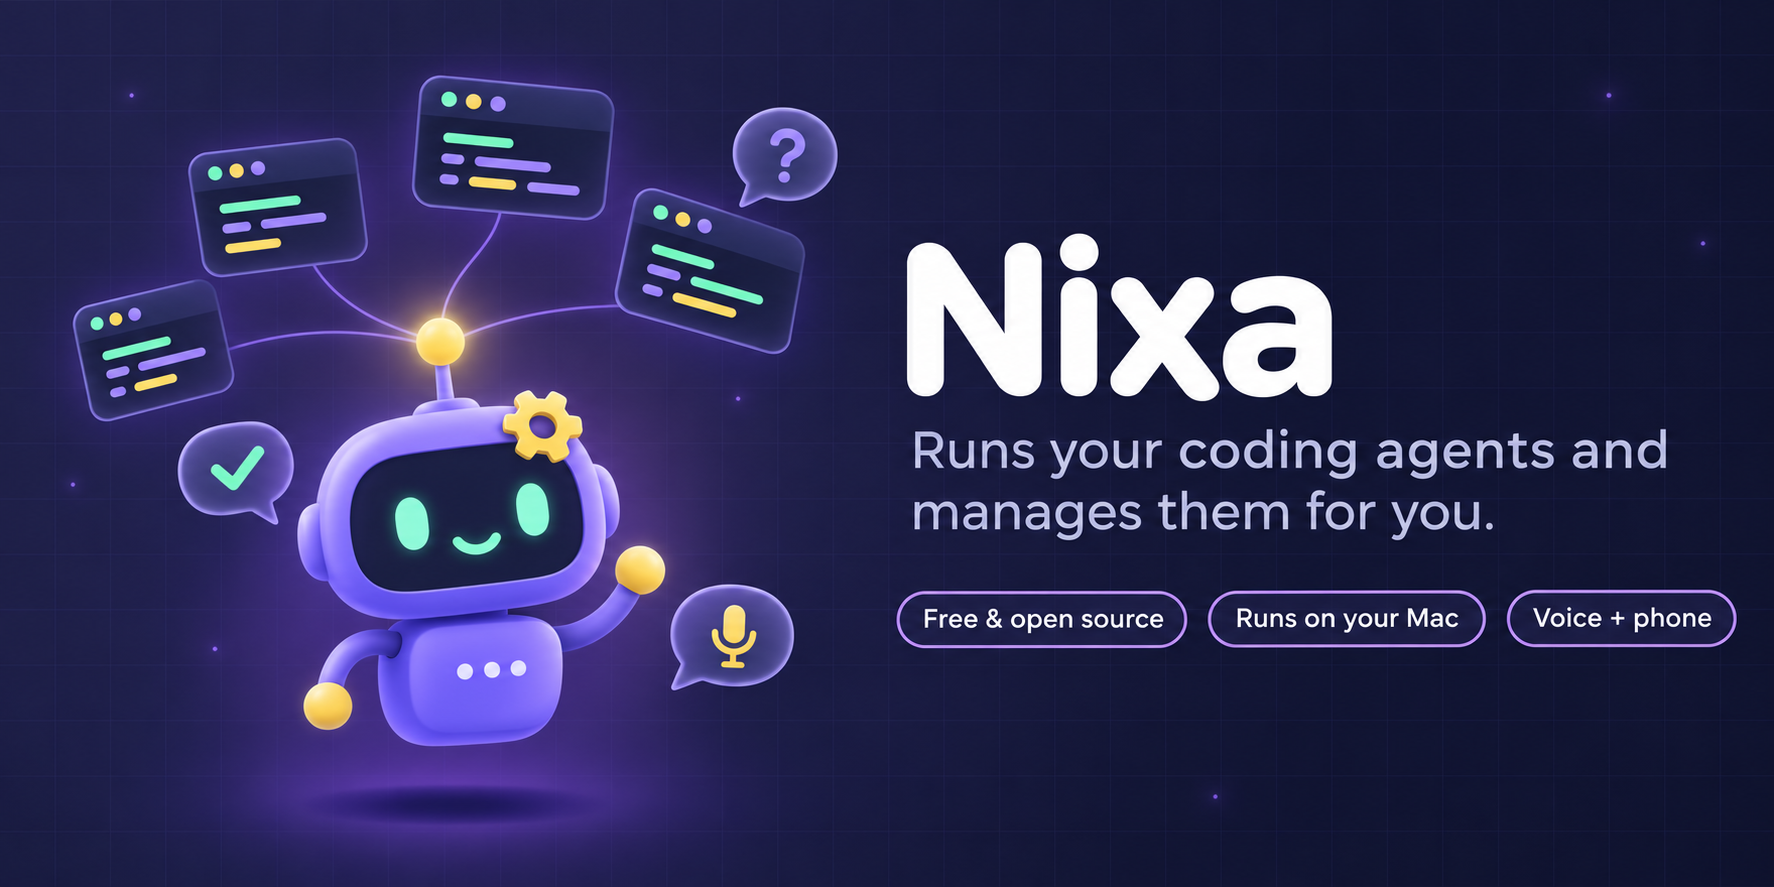 Nixa
Runs your coding agents and
manages them for you.
Free & open source
Runs on your Mac
Voice + phone
?